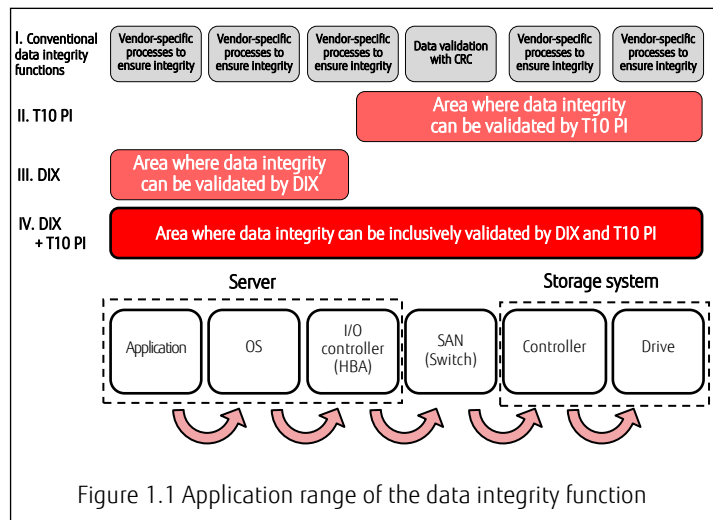 I. Conventional
data integrity
functions
Vendor-specific
processes to
ensure integrity
Vendor-specific
processes to
ensure integrity
Vendor-specific
processes to
ensure integrity
Data validation
with CRC
Vendor-specific
processes to
ensure integrity
Vendor-specific
processes to
ensure integrity
II. T10 PI
Area where data integrity
can be validated by T10 PI
III. DIX
Area where data integrity
can be validated by DIX
IV. DIX
+ T10 PI
Area where data integrity can be inclusively validated by DIX and T10 PI
Server
Storage system
Application
OS
I/O
controller
(HBA)
SAN
(Switch)
Controller
Drive
Figure 1.1 Application range of the data integrity function